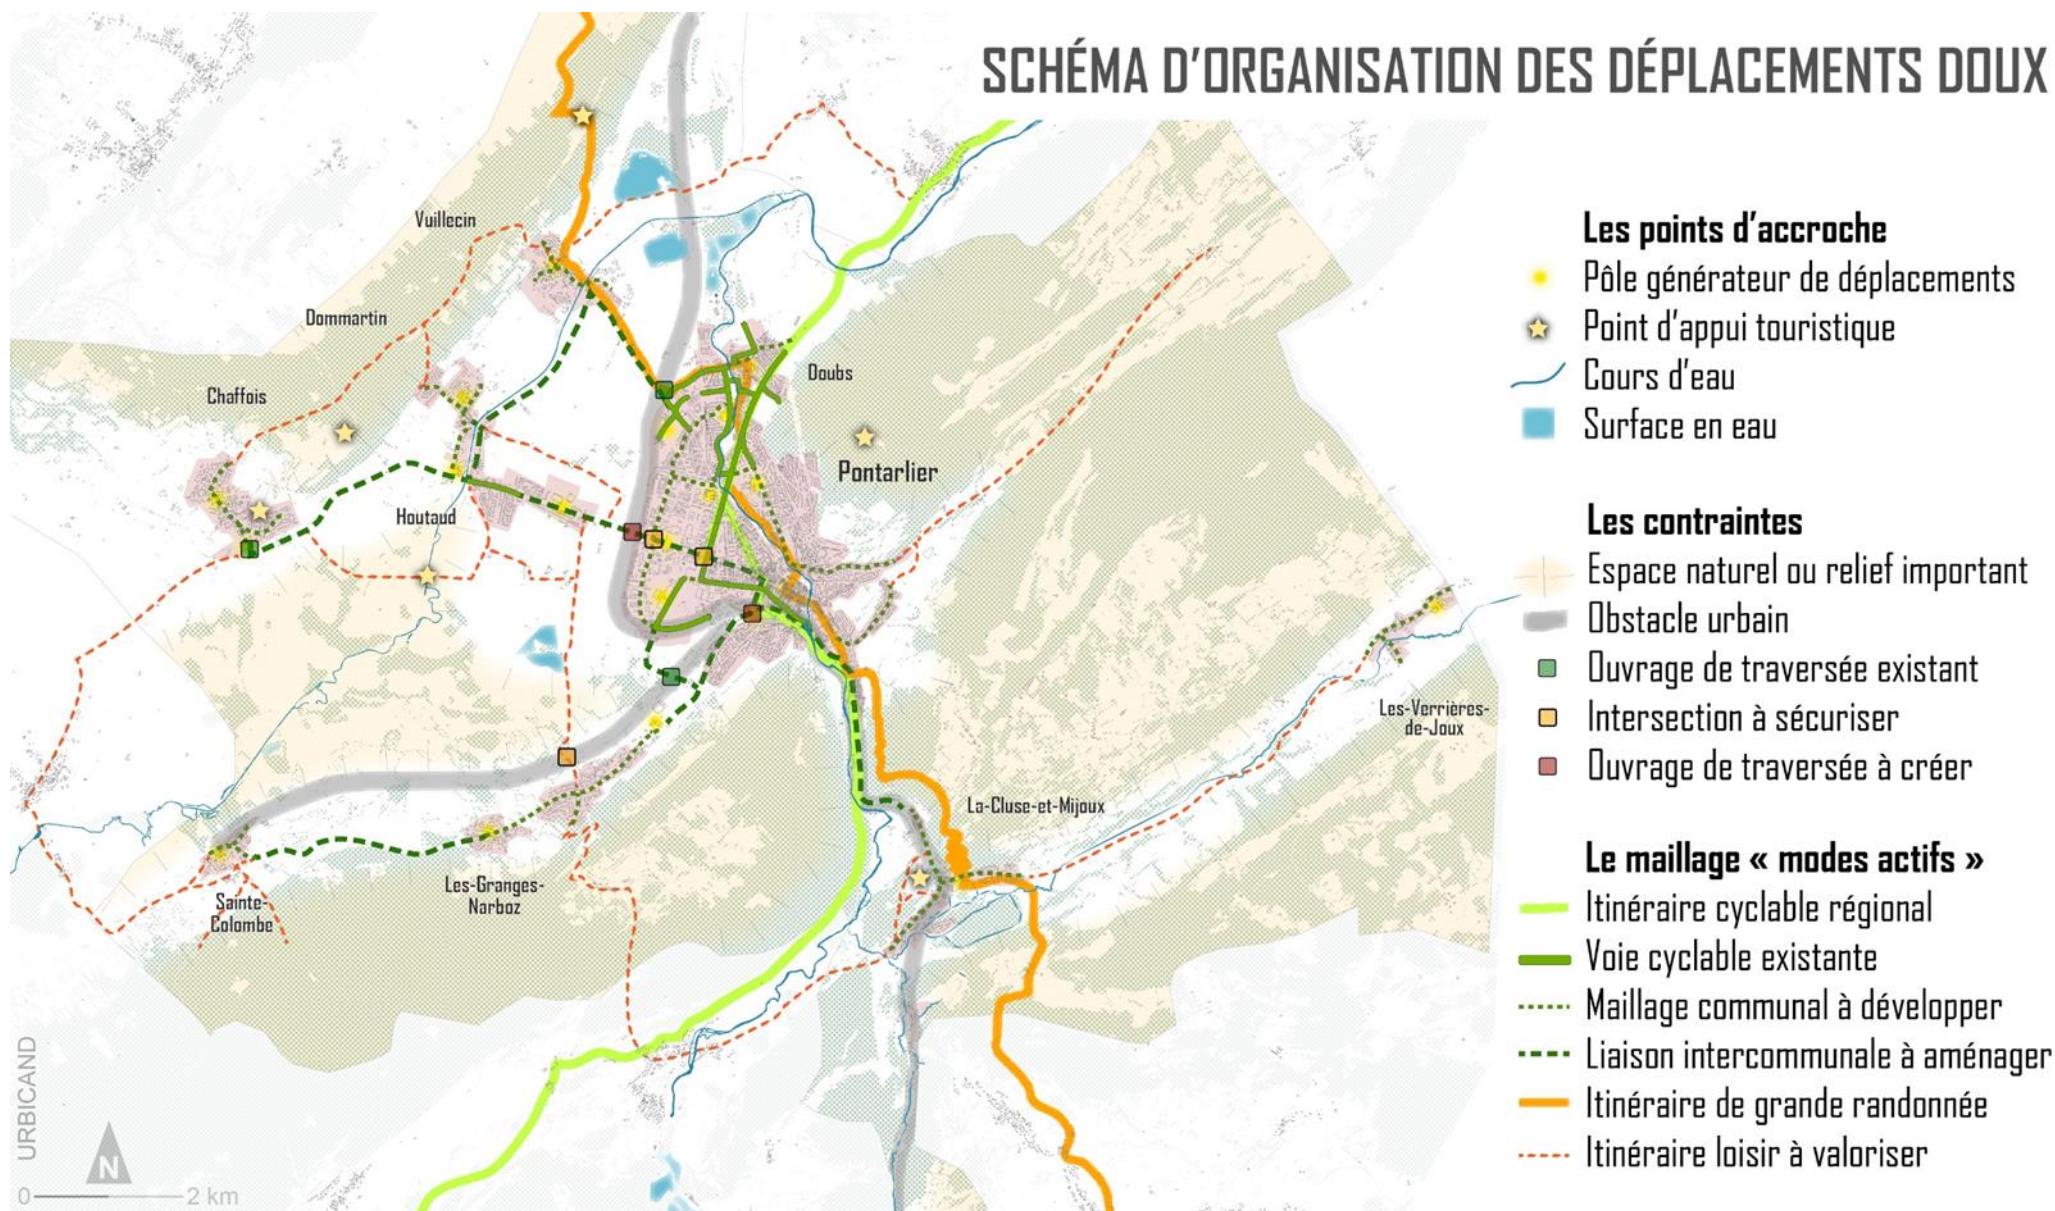 SCHÉMA D'ORGANISATION DES DÉPLACEMENTS DOUX
Vuillecin
Dommartin
Chaffois
Doubs
Pontarlier
Houtaud
Les-Verrières-
de-Joux
La-Cluse-et-Mijoux
Les-Granges-
Narboz
Sainte-
Colombe
Les points d'accroche
Pôle générateur de déplacements
Point d'appui touristique
Cours d'eau
Surface en eau
Les contraintes
Espace naturel ou relief important
Obstacle urbain
Ouvrage de traversée existant
Intersection à sécuriser
Ouvrage de traversée à créer
Le maillage « modes actifs »
Itinéraire cyclable régional
Voie cyclable existante
Maillage communal à développer
Liaison intercommunale à aménager
Itinéraire de grande randonnée
Itinéraire loisir à valoriser
URBICAND
N
0 2 km